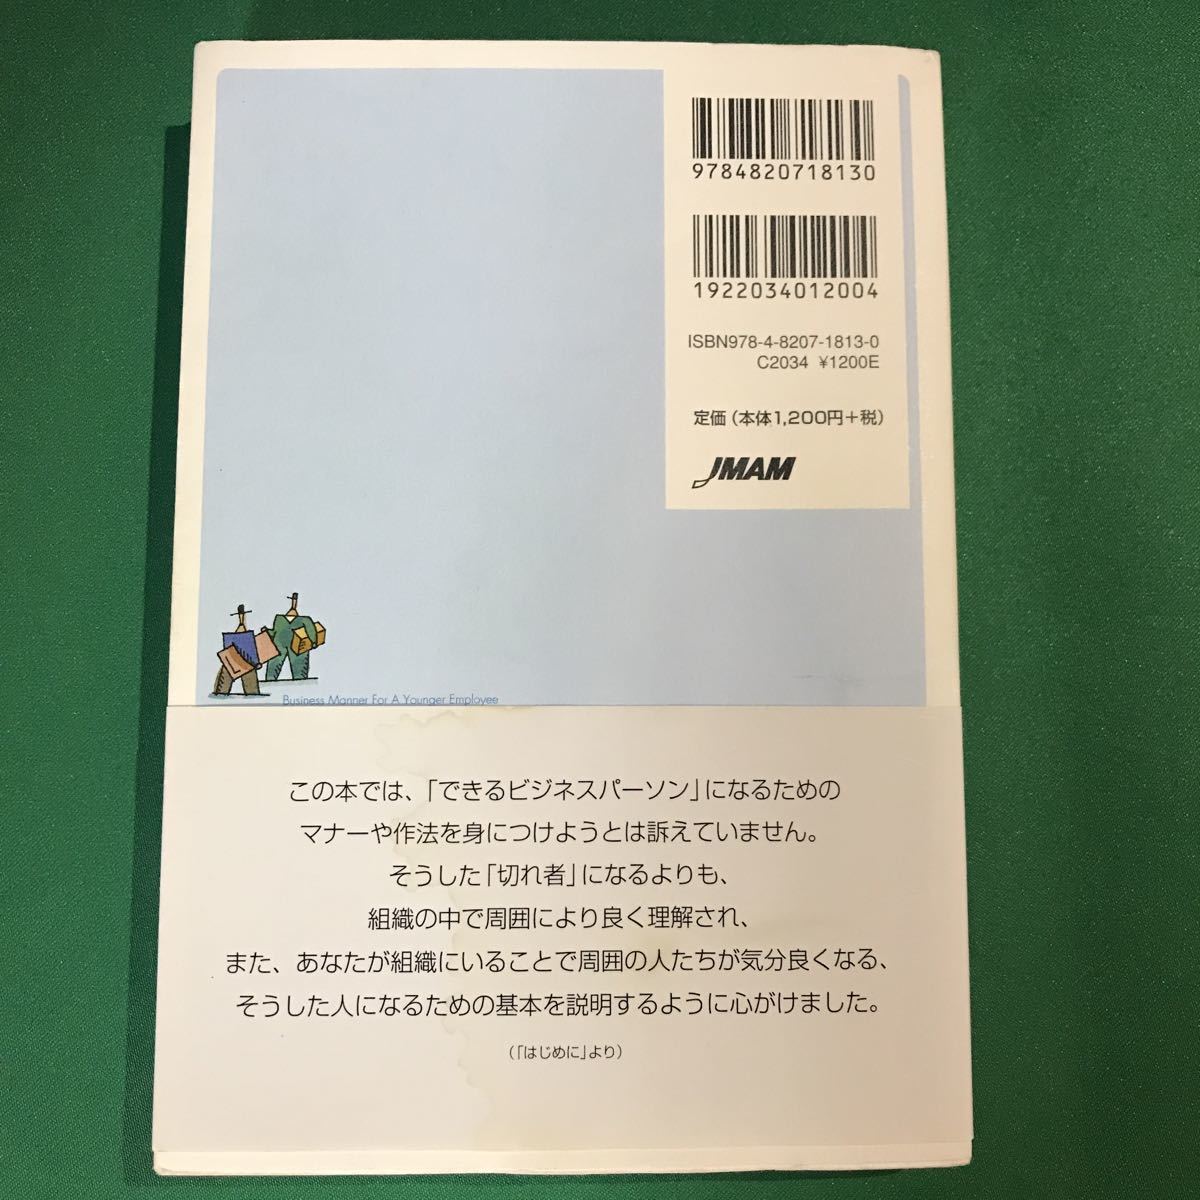 9784820718130
1922034012004
ISBN978-4-8207-1813-0
C2034 ¥1200E
定価(本体1,200円+税)
JMAM
Business Manner For A Younger Employee
この本では、「できるビジネスパーソン」になるための
マナーや作法を身につけようとは訴えていません。
そうした「切れ者」になるよりも、
組織の中で周囲により良く理解され、
また、あなたが組織にいることで周囲の人たちが気分良くなる、
そうした人になるための基本を説明するように心がけました。
(「はじめに」より)